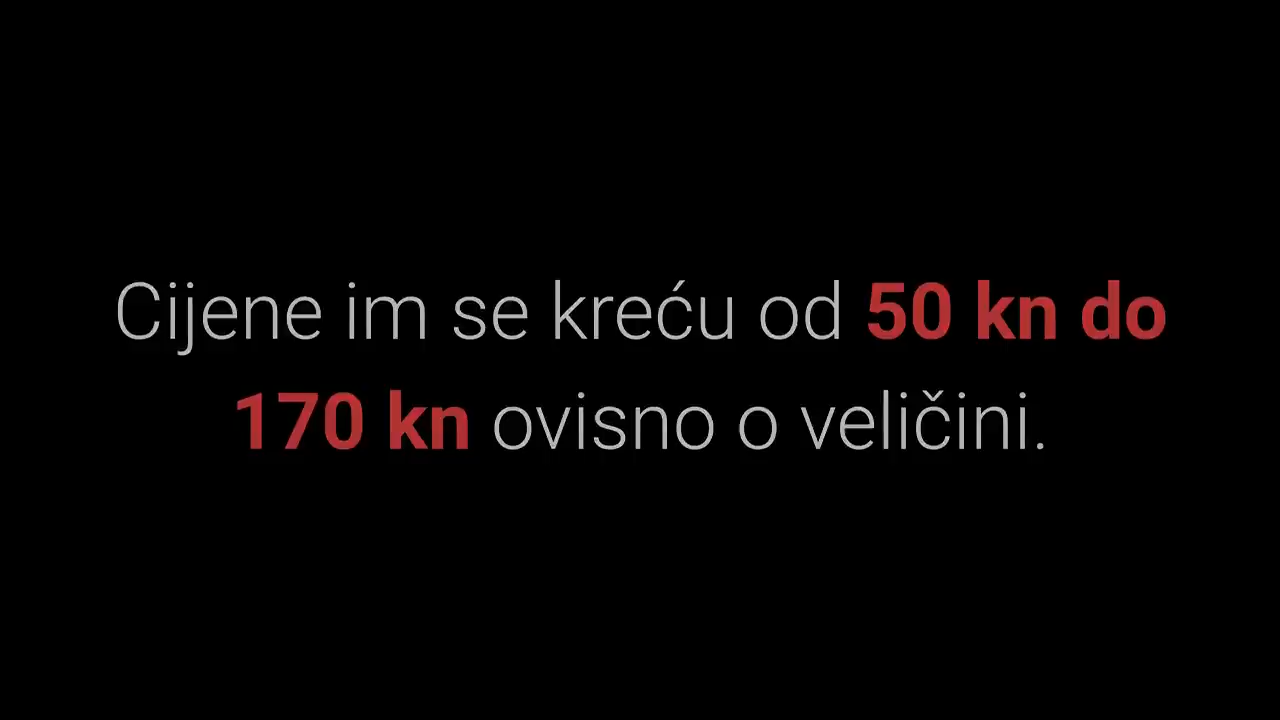 Cijene im se kreću od 50 kn do
170 kn ovisno o veličini.